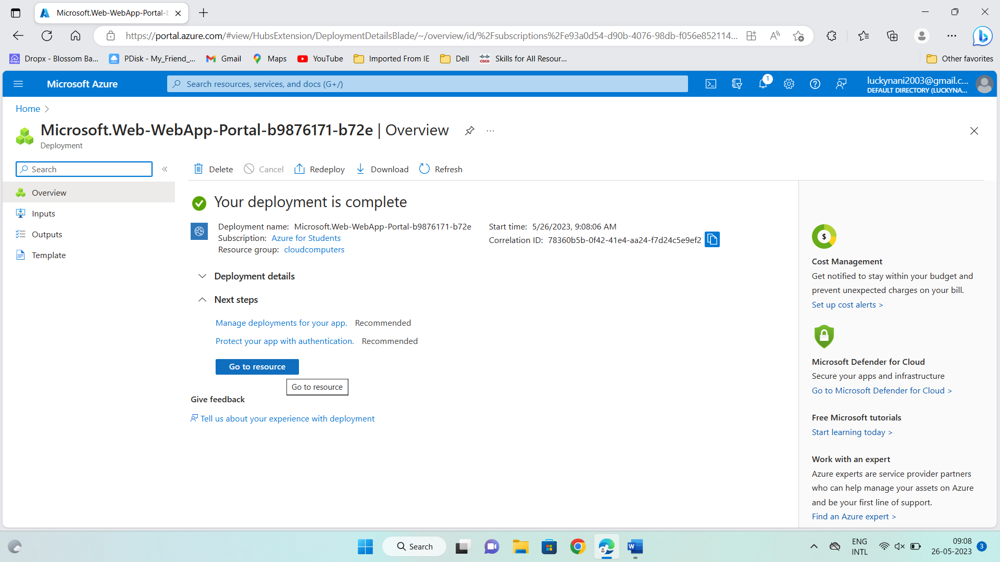 Microsoft.Web-WebApp-Portal-b
https://portal.azure.com/#view/HubsExtension/DeploymentDetailsBlade/~/overview/id/%2Fsubscriptions%2Fe93a0d54-d90b-4076-98db-f056e852114...
Dropx - Blossom Ba... PDisk - My_Friend_... Gmail Maps YouTube Imported From IE Dell Skills for All Resour... Other favorites
Microsoft Azure
Search resources, services, and docs (G+/)
1
luckynani2003@gmail.c...
DEFAULT DIRECTORY (LUCKYNA...
Home
Microsoft.Web-WebApp-Portal-b9876171-b72e | Overview
Deployment
Search
Overview
Inputs
Outputs
Template
Delete Cancel Redeploy Download Refresh
Your deployment is complete
Deployment name: Microsoft.Web-WebApp-Portal-b9876171-b72e
Subscription: Azure for Students
Resource group: cloudcomputers
Start time: 5/26/2023, 9:08:06 AM
Correlation ID: 78360b5b-0f42-41e4-aa24-f7d24c5e9ef2
Deployment details
Next steps
Manage deployments for your app. Recommended
Protect your app with authentication. Recommended
Go to resource
Go to resource
Give feedback
Tell us about your experience with deployment
$
Cost Management
Get notified to stay within your budget and
prevent unexpected charges on your bill.
Set up cost alerts >
Microsoft Defender for Cloud
Secure your apps and infrastructure
Go to Microsoft Defender for Cloud >
Free Microsoft tutorials
Start learning today >
Work with an expert
Azure experts are service provider partners
who can help manage your assets on Azure
and be your first line of support.
Find an Azure expert >
Search
ENG
INTL
09:08
26-05-2023
3